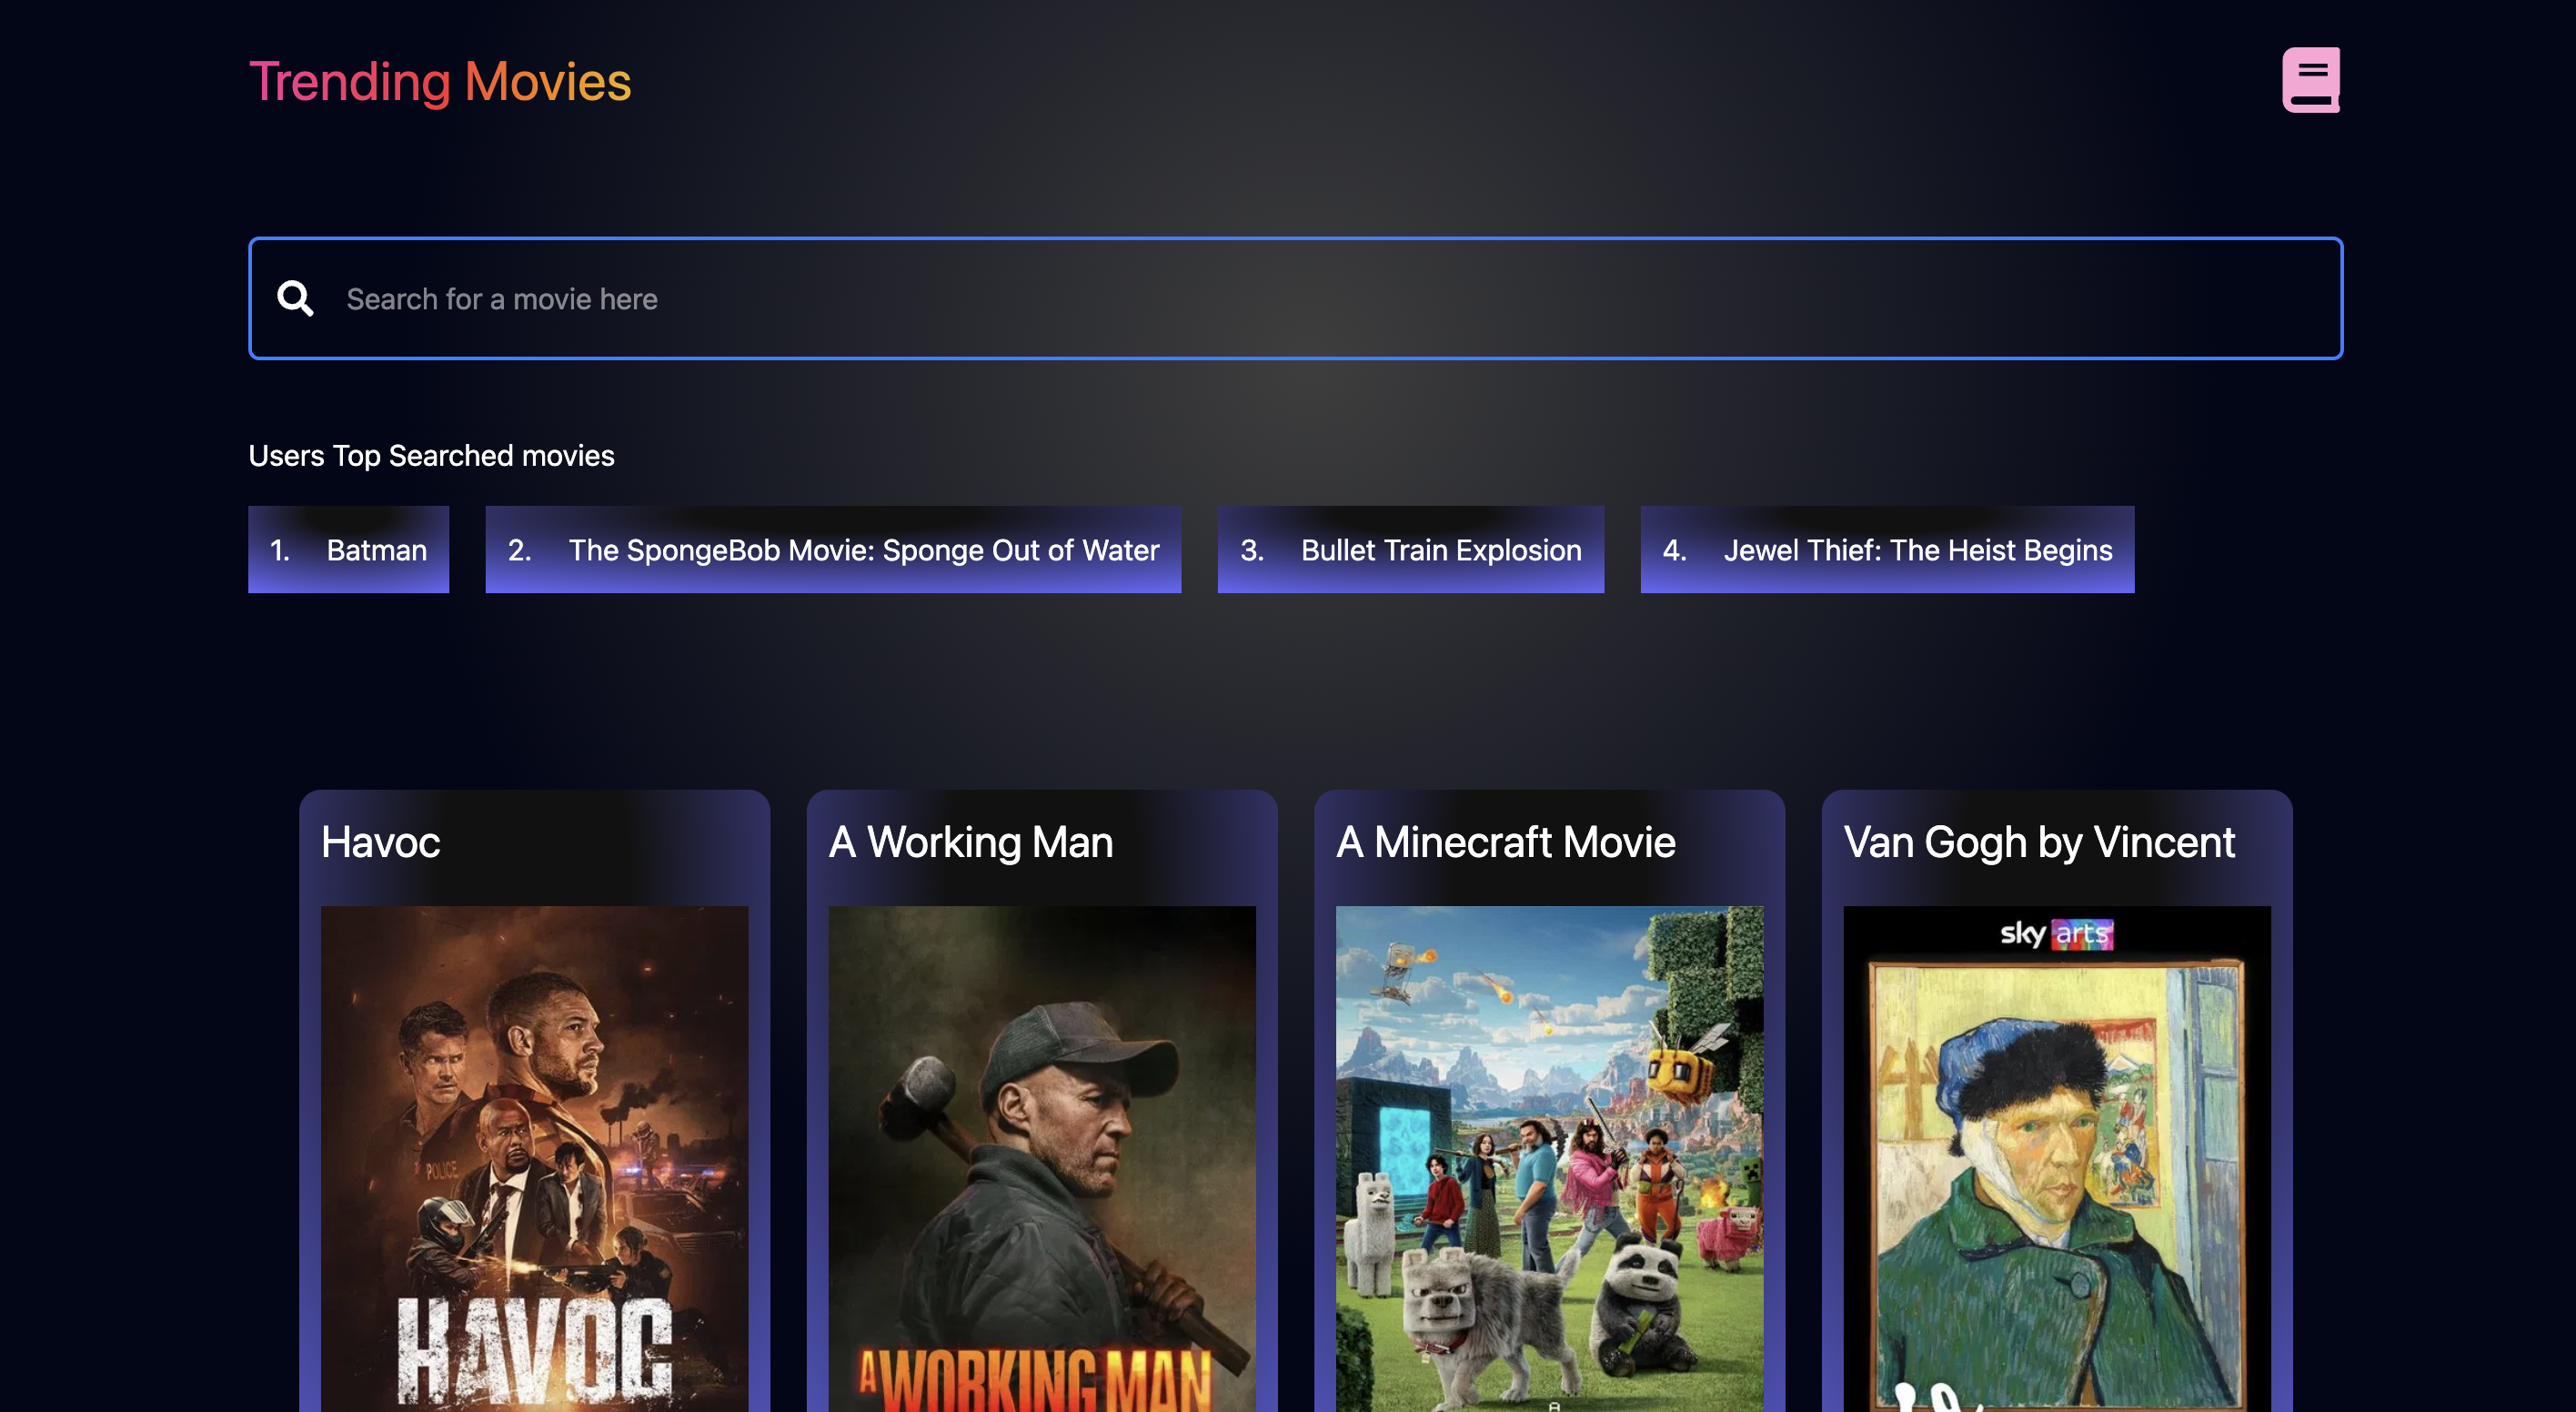 Trending Movies
Search for a movie here
Users Top Searched movies
1. Batman
2. The SpongeBob Movie: Sponge Out of Water
3. Bullet Train Explosion
4. Jewel Thief: The Heist Begins
Havoc
A Working Man
A Minecraft Movie
Van Gogh by Vincent
sky arts
POLICE
HAVOC
A WORKING MAN
A